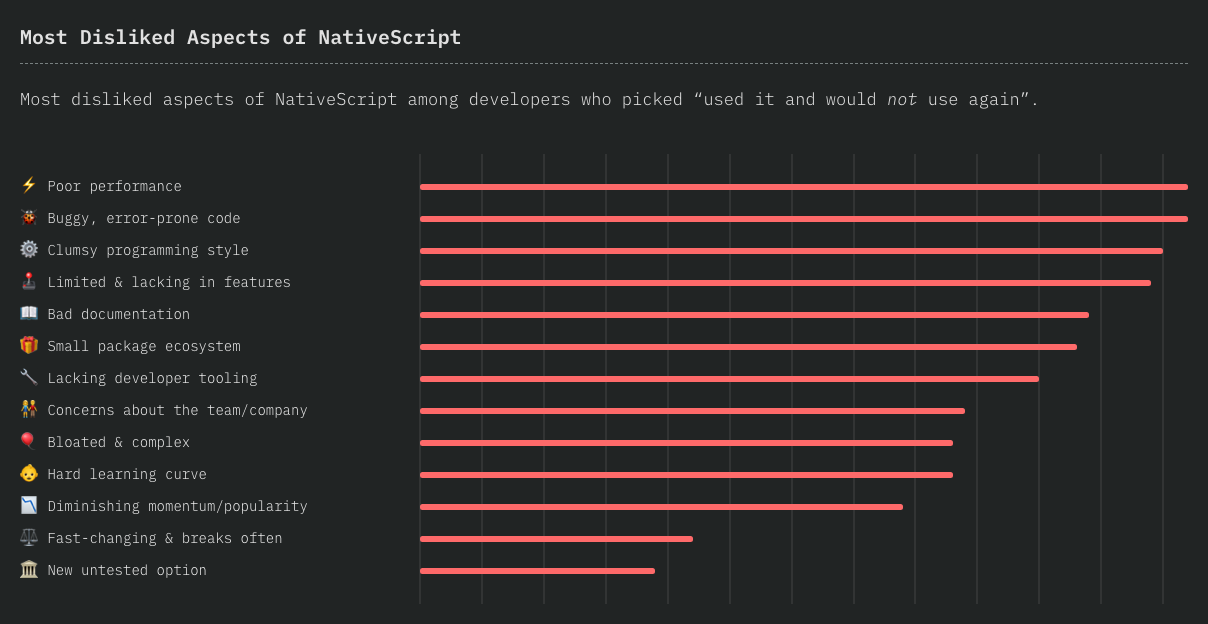 Most Disliked Aspects of NativeScript
Most disliked aspects of NativeScript among developers who picked “used it and would not use again”.
Poor performance
Buggy, error-prone code
Clumsy programming style
Limited & lacking in features
Bad documentation
Small package ecosystem
Lacking developer tooling
Concerns about the team/company
Bloated & complex
Hard learning curve
Diminishing momentum/popularity
Fast-changing & breaks often
New untested option